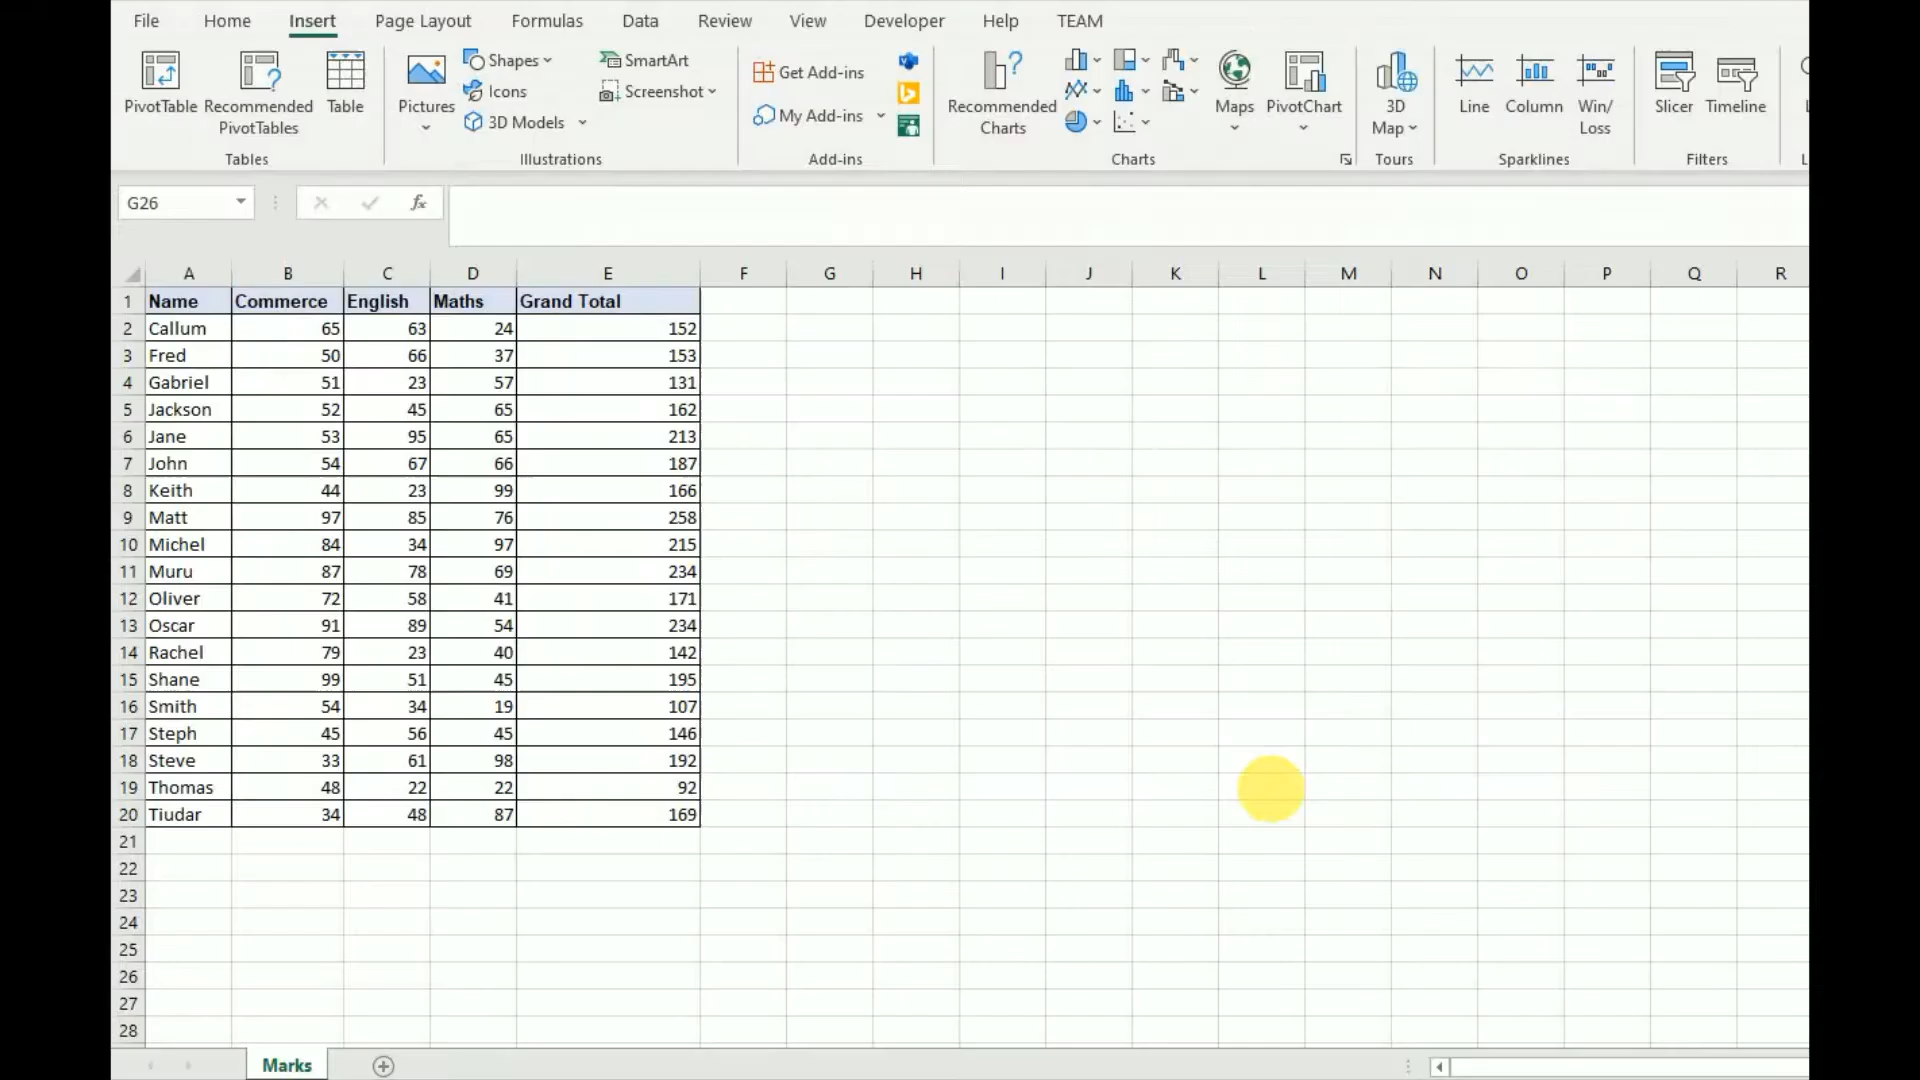 File Home Insert Page Layout Formulas Data Review View Developer Help TEAM
PivotTable Recommended PivotTables Table
Tables
Pictures Shapes Icons 3D Models SmartArt Screenshot
Illustrations
Get Add-ins
My Add-ins
Add-ins
Recommended Charts
Maps PivotChart
Charts
3D Map
Tours
Line Column Win/Loss
Sparklines
Slicer Timeline
Filters
G26 fx
A B C D E F G H I J K L M N O P Q R
1 Name Commerce English Maths Grand Total
2 Callum 65 63 24 152
3 Fred 50 66 37 153
4 Gabriel 51 23 57 131
5 Jackson 52 45 65 162
6 Jane 53 95 65 213
7 John 54 67 66 187
8 Keith 44 23 99 166
9 Matt 97 85 76 258
10 Michel 84 34 97 215
11 Muru 87 78 69 234
12 Oliver 72 58 41 171
13 Oscar 91 89 54 234
14 Rachel 79 23 40 142
15 Shane 99 51 45 195
16 Smith 54 34 19 107
17 Steph 45 56 45 146
18 Steve 33 61 98 192
19 Thomas 48 22 22 92
20 Tiudar 34 48 87 169
21
22
23
24
25
26
27
28
Marks